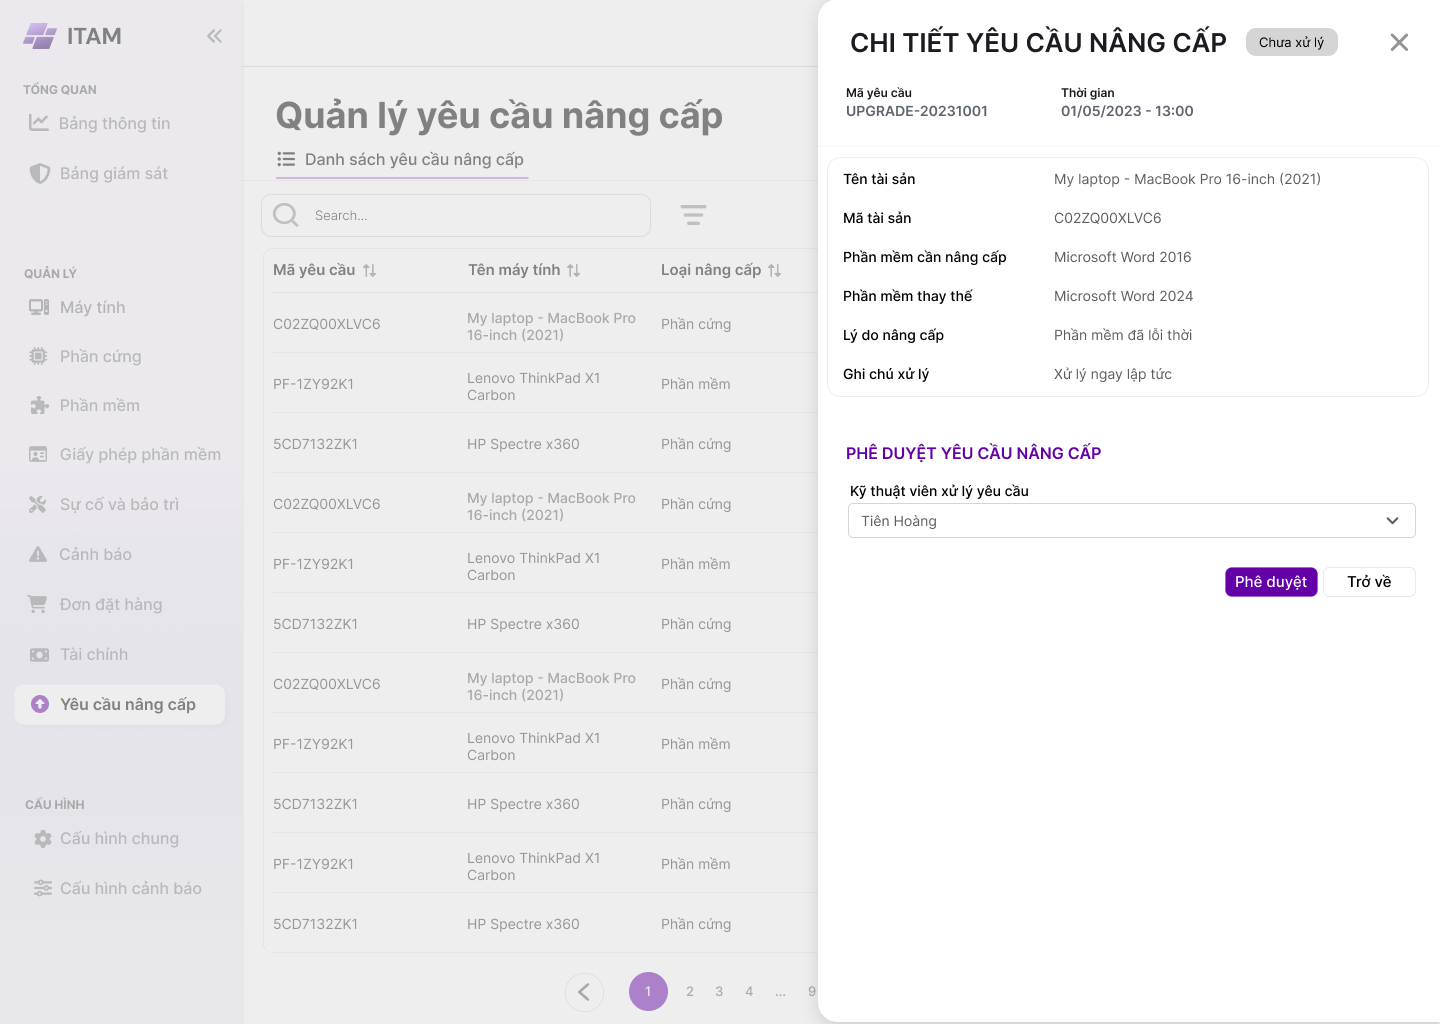 ITAM
TỔNG QUAN
Bảng thông tin
Bảng giám sát
QUẢN LÝ
Máy tính
Phần cứng
Phần mềm
Giấy phép phần mềm
Sự cố và bảo trì
Cảnh báo
Đơn đặt hàng
Tài chính
Yêu cầu nâng cấp
CẤU HÌNH
Cấu hình chung
Cấu hình cảnh báo
Quản lý yêu cầu nâng cấp
Danh sách yêu cầu nâng cấp
Search...
Mã yêu cầu Tên máy tính Loại nâng cấp
C02ZQ00XLVC6 My laptop - MacBook Pro 16-inch (2021) Phần cứng
PF-1ZY92K1 Lenovo ThinkPad X1 Carbon Phần mềm
5CD7132ZK1 HP Spectre x360 Phần cứng
C02ZQ00XLVC6 My laptop - MacBook Pro 16-inch (2021) Phần cứng
PF-1ZY92K1 Lenovo ThinkPad X1 Carbon Phần mềm
5CD7132ZK1 HP Spectre x360 Phần cứng
C02ZQ00XLVC6 My laptop - MacBook Pro 16-inch (2021) Phần cứng
PF-1ZY92K1 Lenovo ThinkPad X1 Carbon Phần mềm
5CD7132ZK1 HP Spectre x360 Phần cứng
PF-1ZY92K1 Lenovo ThinkPad X1 Carbon Phần mềm
5CD7132ZK1 HP Spectre x360 Phần cứng
1 2 3 4 ... 9
CHI TIẾT YÊU CẦU NÂNG CẤP Chưa xử lý
Mã yêu cầu Thời gian
UPGRADE-20231001 01/05/2023 - 13:00
Tên tài sản My laptop - MacBook Pro 16-inch (2021)
Mã tài sản C02ZQ00XLVC6
Phần mềm cần nâng cấp Microsoft Word 2016
Phần mềm thay thế Microsoft Word 2024
Lý do nâng cấp Phần mềm đã lỗi thời
Ghi chú xử lý Xử lý ngay lập tức
PHÊ DUYỆT YÊU CẦU NÂNG CẤP
Kỹ thuật viên xử lý yêu cầu
Tiên Hoàng
Phê duyệt Trở về